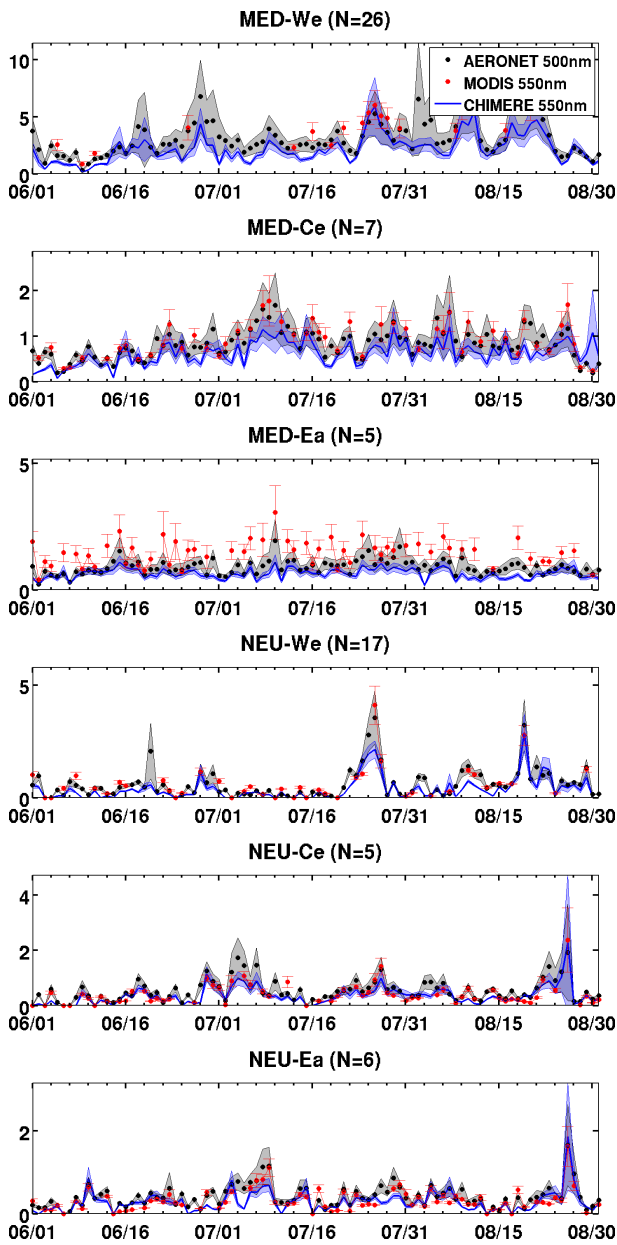 MED-We (N=26)
10
5
0
AERONET 500nm
MODIS 550nm
CHIMERE 550nm
06/01 06/16 07/01 07/16 07/31 08/15 08/30
MED-Ce (N=7)
2
1
0
06/01 06/16 07/01 07/16 07/31 08/15 08/30
MED-Ea (N=5)
5
0
06/01 06/16 07/01 07/16 07/31 08/15 08/30
NEU-We (N=17)
5
0
06/01 06/16 07/01 07/16 07/31 08/15 08/30
NEU-Ce (N=5)
4
2
0
06/01 06/16 07/01 07/16 07/31 08/15 08/30
NEU-Ea (N=6)
2
0
06/01 06/16 07/01 07/16 07/31 08/15 08/30